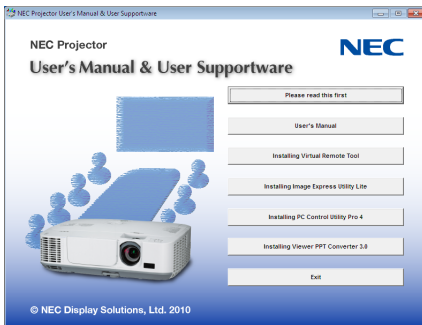 NEC Projector User's Manual & User Supportware
NEC Projector
NEC
User's Manual & User Supportware
Please read this first
User's Manual
Installing Virtual Remote Tool
Installing Image Express Utility Lite
Installing PC Control Utility Pro 4
Installing Viewer PPT Converter 3.0
Exit
© NEC Display Solutions, Ltd. 2010